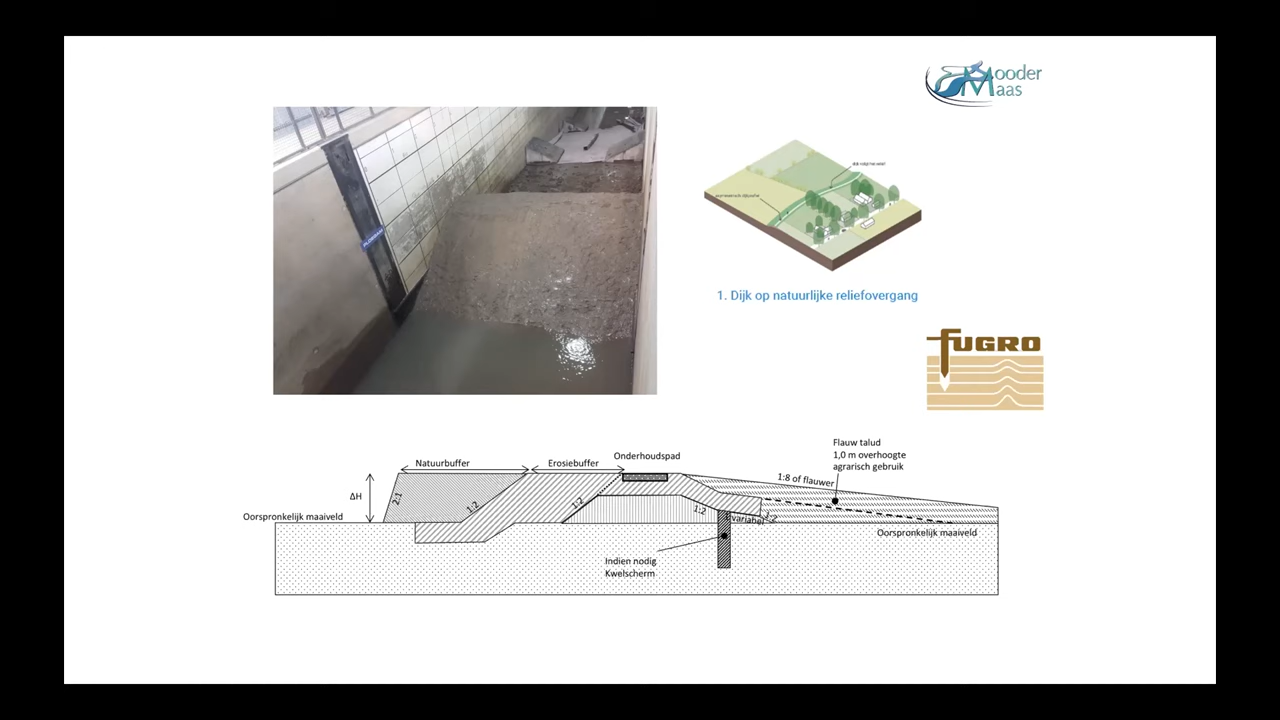 Mooder
Maas
1. Dijk op natuurlijke reliefovergang
FUGRO
Flauw talud
1,0 m overhoogte
agrarisch gebruik
Onderhoudspad
Natuurbuffer
Erosiebuffer
1:8 of flauwer
ΔH
2:1
1:2
1:2
1:2
variabel
1:2
Oorspronkelijk maaiveld
Oorspronkelijk maaiveld
Indien nodig
Kwelscherm